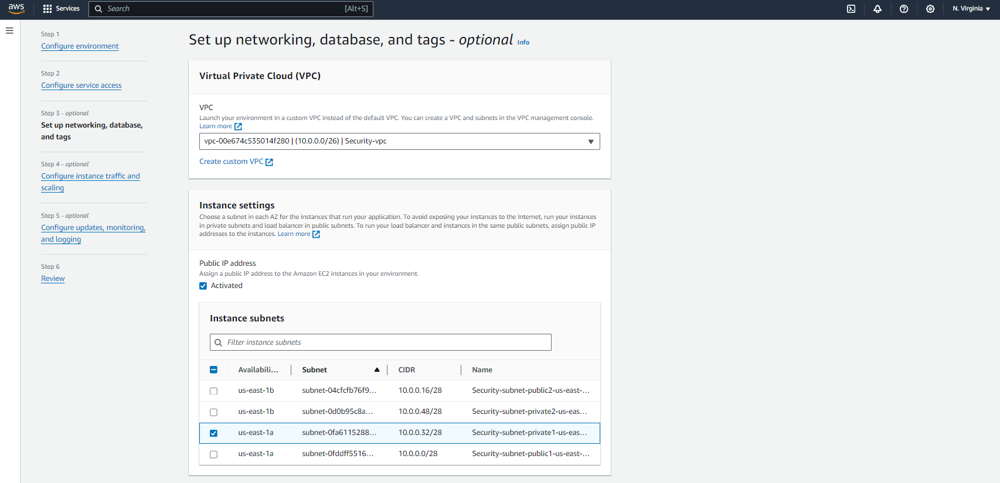 aws
Services
Search
[Alt+S]
N. Virginia
Step 1
Configure environment
Step 2
Configure service access
Step 3 - optional
Set up networking, database,
and tags
Step 4 - optional
Configure instance traffic and
scaling
Step 5 - optional
Configure updates, monitoring,
and logging
Step 6
Review
Set up networking, database, and tags - optional Info
Virtual Private Cloud (VPC)
VPC
Launch your environment in a custom VPC instead of the default VPC. You can create a VPC and subnets in the VPC management console.
Learn more
vpc-00e674c535014f280 | (10.0.0.0/26) | Security-vpc
Create custom VPC
Instance settings
Choose a subnet in each AZ for the instances that run your application. To avoid exposing your instances to the Internet, run your instances
in private subnets and load balancer in public subnets. To run your load balancer and instances in the same public subnets, assign public IP
addresses to the instances. Learn more
Public IP address
Assign a public IP address to the Amazon EC2 instances in your environment.
Activated
Instance subnets
Filter instance subnets
Availabili... Subnet CIDR Name
us-east-1b subnet-04cfcfb76f9... 10.0.0.16/28 Security-subnet-public2-us-east-...
us-east-1b subnet-0d0b95c8a... 10.0.0.48/28 Security-subnet-private2-us-eas...
us-east-1a subnet-0fa6115288... 10.0.0.32/28 Security-subnet-private1-us-eas...
us-east-1a subnet-0fddff5516... 10.0.0.0/28 Security-subnet-public1-us-east-...